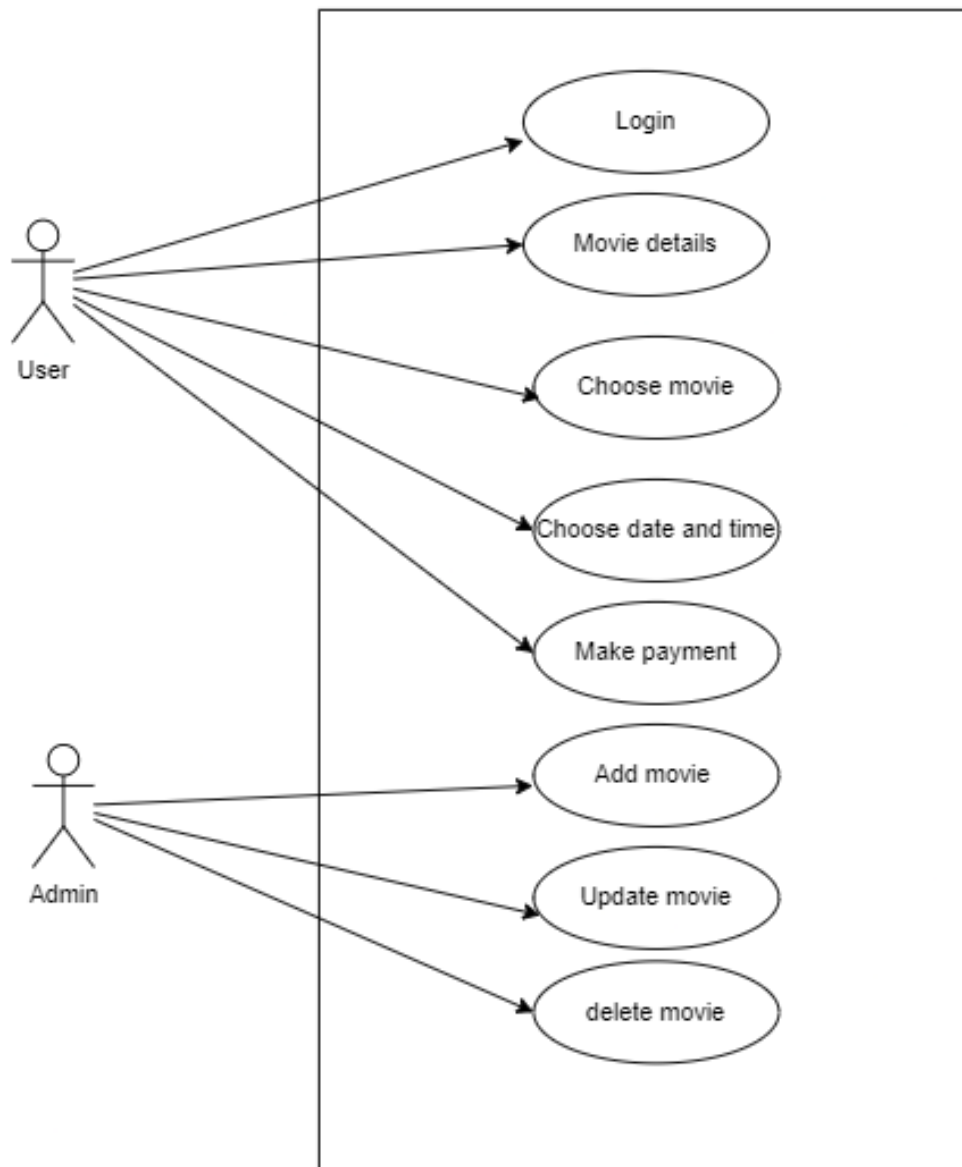 Login
Movie details
User
Choose movie
Choose date and time
Make payment
Add movie
Admin
Update movie
delete movie